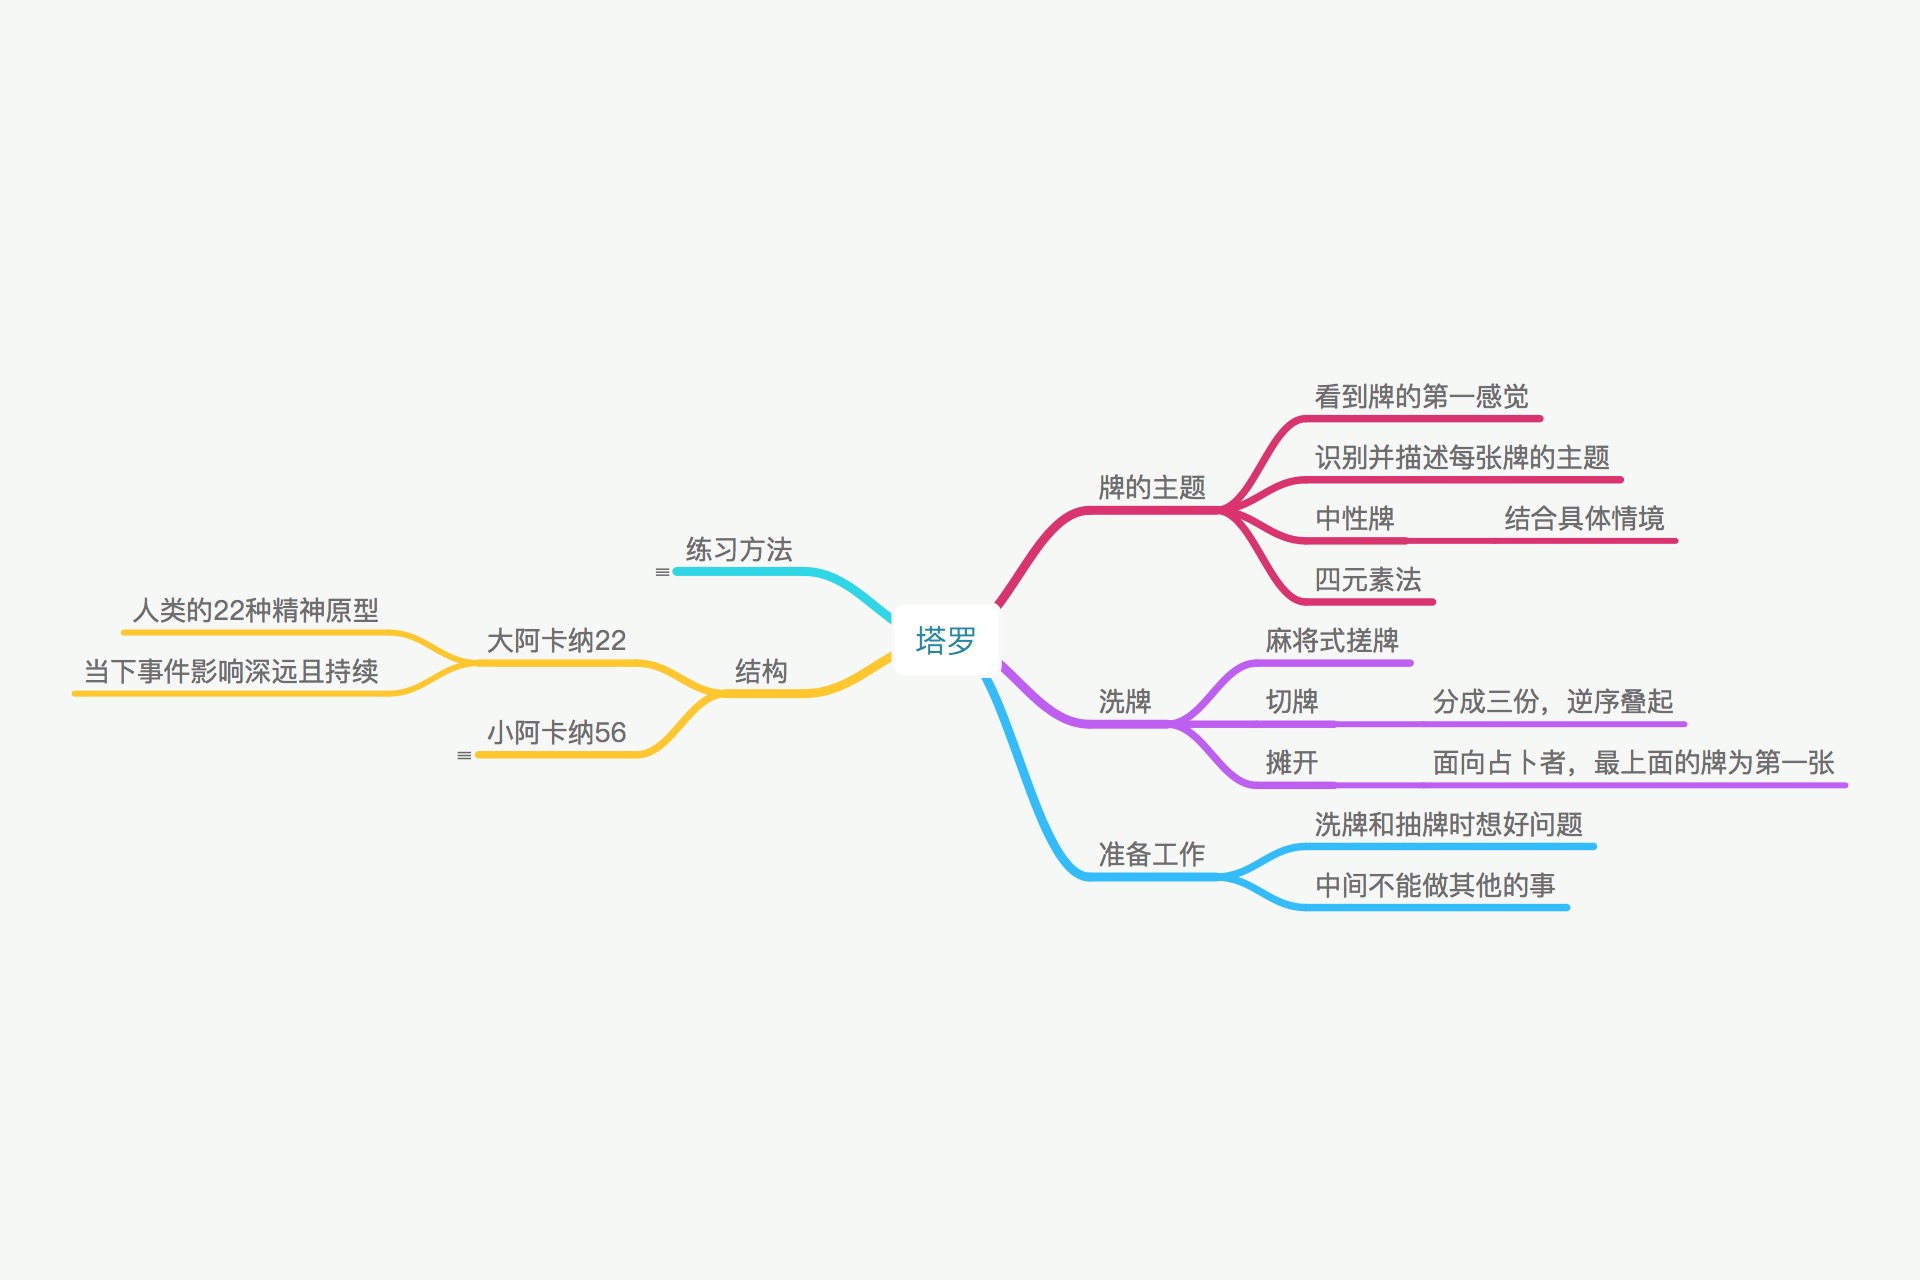 塔罗
牌的主题
看到牌的第一感觉
识别并描述每张牌的主题
中性牌
结合具体情境
四元素法
洗牌
麻将式搓牌
切牌
分成三份，逆序叠起
摊开
面向占卜者，最上面的牌为第一张
准备工作
洗牌和抽牌时想好问题
中间不能做其他的事
练习方法
结构
大阿卡纳22
人类的22种精神原型
当下事件影响深远且持续
小阿卡纳56